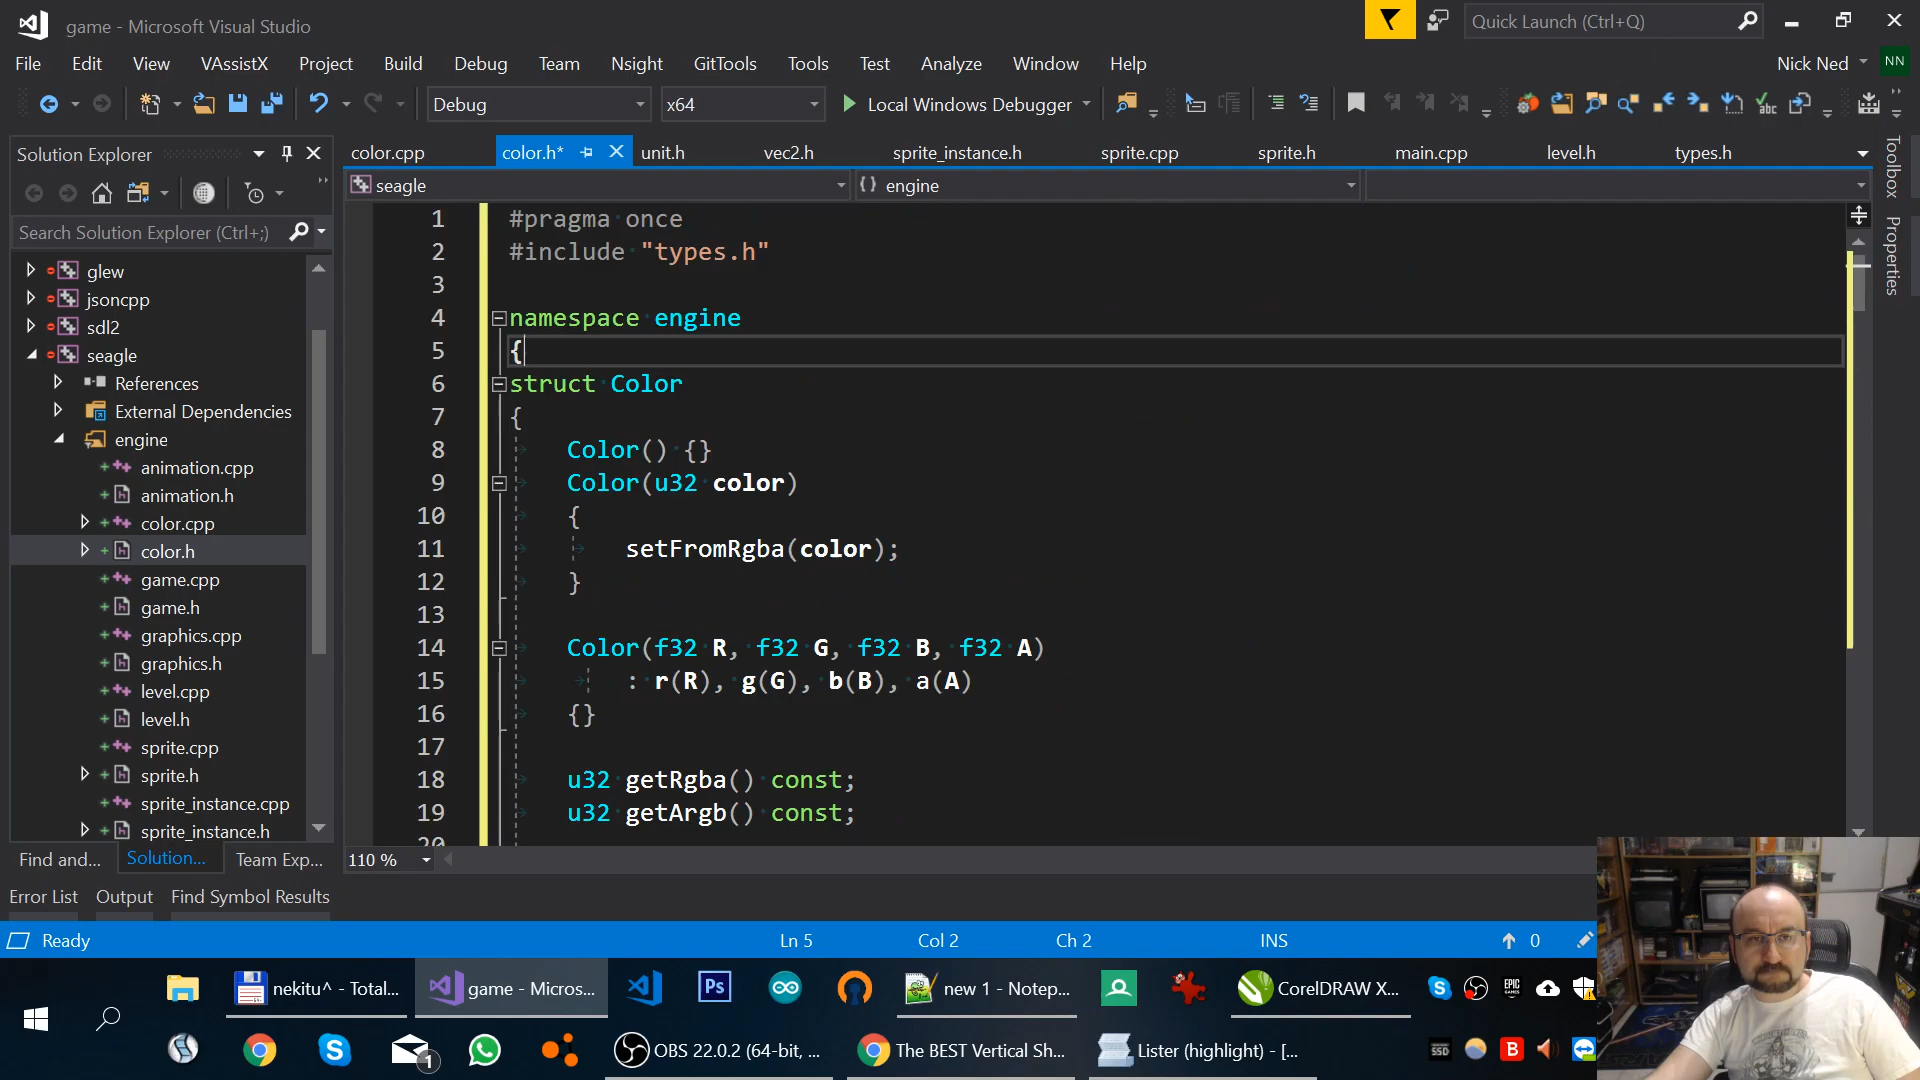 game - Microsoft Visual Studio
Quick Launch (Ctrl+Q)
File Edit View VAssistX Project Build Debug Team Nsight GitTools Tools Test Analyze Window Help
Nick Ned NN
Debug x64 Local Windows Debugger
abc
Solution Explorer
color.cpp color.h* unit.h vec2.h sprite_instance.h sprite.cpp sprite.h main.cpp level.h types.h
Toolbox
Properties
seagle engine
Search Solution Explorer (Ctrl+;)
glew
jsoncpp
sdl2
seagle
References
External Dependencies
engine
animation.cpp
animation.h
color.cpp
color.h
game.cpp
game.h
graphics.cpp
graphics.h
level.cpp
level.h
sprite.cpp
sprite.h
sprite_instance.cpp
sprite_instance.h
1 #pragma once
2 #include "types.h"
3
4 namespace engine
5 {
6 struct Color
7 {
8 Color() {}
9 Color(u32 color)
10 {
11 setFromRgba(color);
12 }
13
14 Color(f32 R, f32 G, f32 B, f32 A)
15 : r(R), g(G), b(B), a(A)
16 {}
17
18 u32 getRgba() const;
19 u32 getArgb() const;
20
Find and... Solution... Team Exp...
110 %
Error List Output Find Symbol Results
Ready Ln 5 Col 2 Ch 2 INS 0
nekitu^ - Total... game - Micros... Ps new 1 - Notep... CorelDRAW X... EPIC GAMES
1 OBS 22.0.2 (64-bit, ... The BEST Vertical Sh... Lister (highlight) - [... SSD B